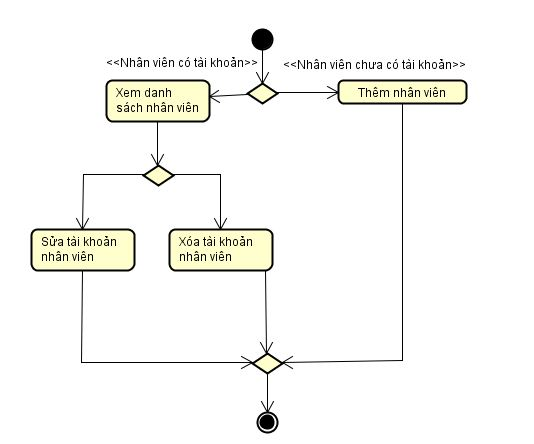 <<Nhân viên có tài khoản>>
<<Nhân viên chưa có tài khoản>>
Xem danh
sách nhân viên
Thêm nhân viên
Sửa tài khoản
nhân viên
Xóa tài khoản
nhân viên